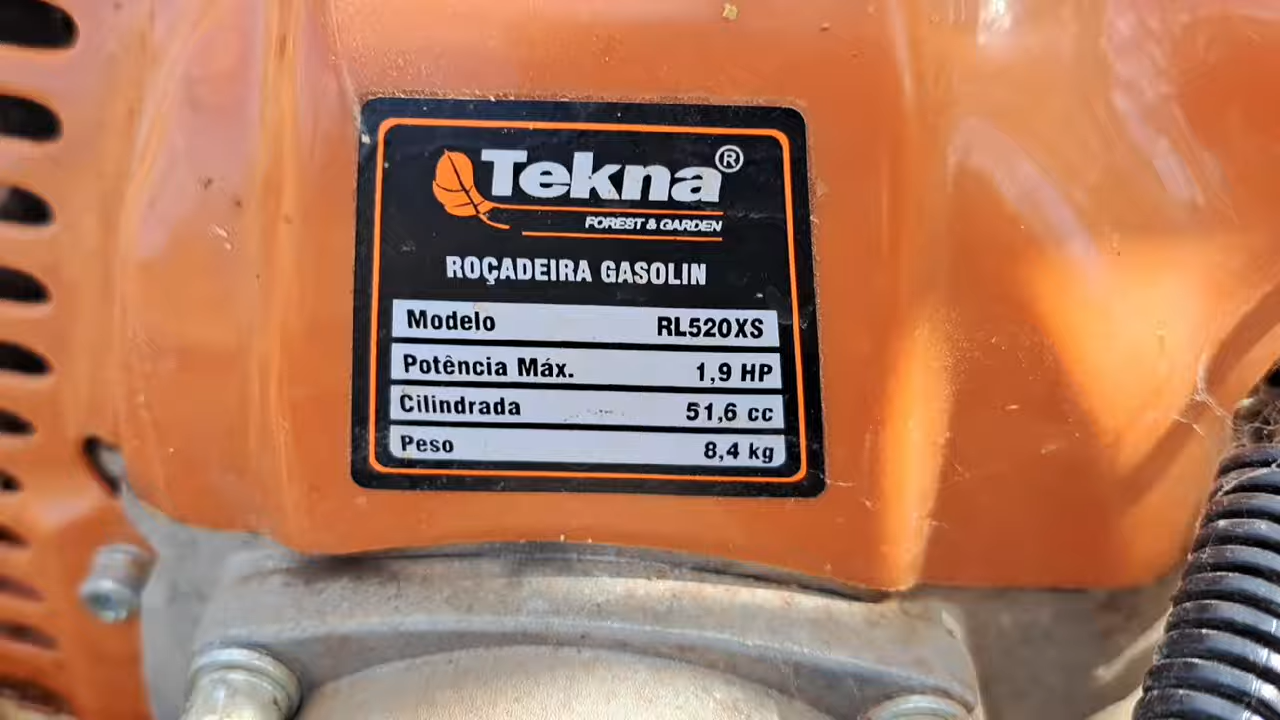 Tekna®
FOREST & GARDEN
ROÇADEIRA GASOLIN
Modelo RL520XS
Potência Máx. 1,9 HP
Cilindrada 51,6 cc
Peso 8,4 kg